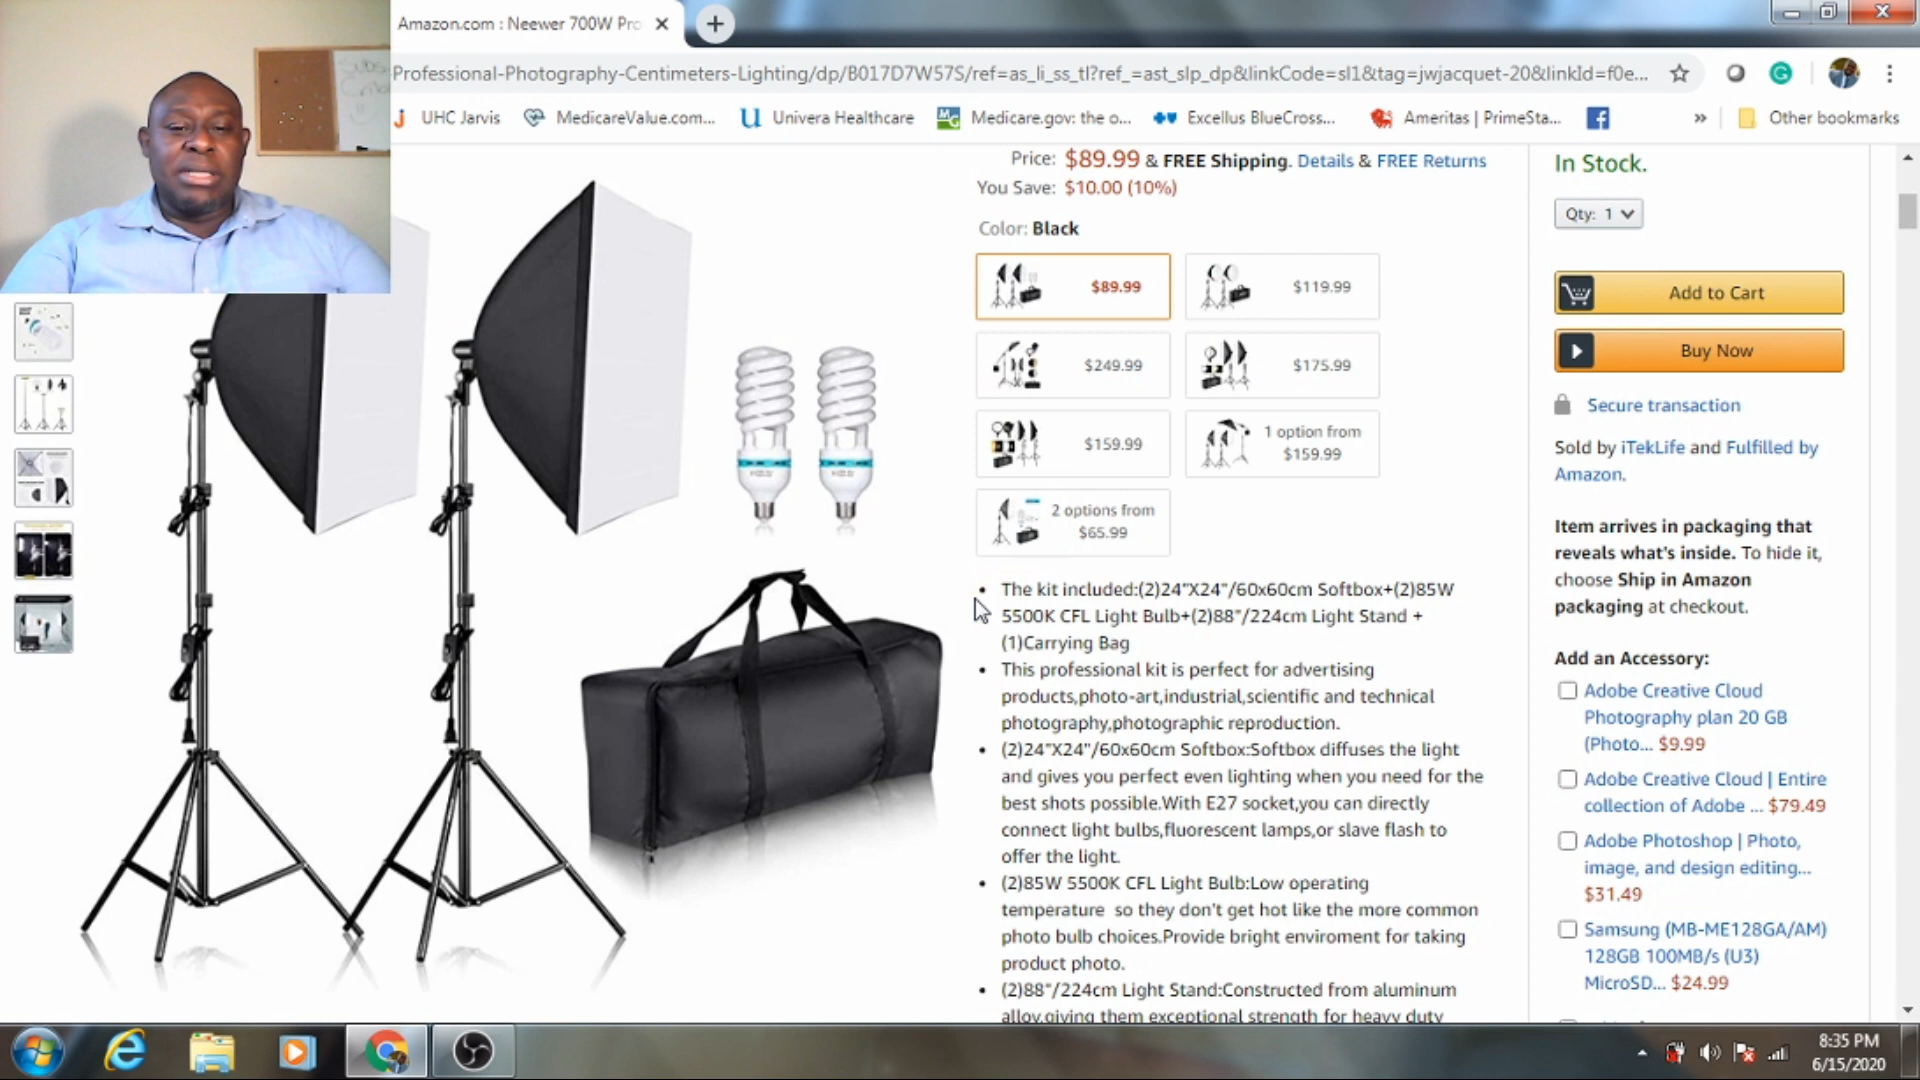 Amazon.com : Neewer 700W Pro
Professional-Photography-Centimeters-Lighting/dp/B017D7W57S/ref=as_li_ss_tl?ref_=ast_slp_dp&linkCode=sl1&tag=jwjacquet-20&linkId=f0e...
UHC Jarvis
MedicareValue.com...
Univera Healthcare
Medicare.gov: the o...
Excellus BlueCross...
Ameritas | PrimeSta...
Other bookmarks
Price: $89.99 & FREE Shipping. Details & FREE Returns
You Save: $10.00 (10%)
Color: Black
$89.99
$119.99
$249.99
$175.99
$159.99
1 option from
$159.99
2 options from
$65.99
The kit included:(2)24"X24"/60x60cm Softbox+(2)85W
5500K CFL Light Bulb+(2)88"/224cm Light Stand +
(1)Carrying Bag
This professional kit is perfect for advertising
products,photo-art,industrial,scientific and technical
photography,photographic reproduction.
(2)24"X24"/60x60cm Softbox:Softbox diffuses the light
and gives you perfect even lighting when you need for the
best shots possible.With E27 socket,you can directly
connect light bulbs,fluorescent lamps,or slave flash to
offer the light.
(2)85W 5500K CFL Light Bulb:Low operating
temperature so they don't get hot like the more common
photo bulb choices.Provide bright enviroment for taking
product photo.
(2)88"/224cm Light Stand:Constructed from aluminum
alloy,giving them exceptional strength for heavy duty
In Stock.
Qty: 1
Add to Cart
Buy Now
Secure transaction
Sold by iTekLife and Fulfilled by
Amazon.
Item arrives in packaging that
reveals what's inside. To hide it,
choose Ship in Amazon
packaging at checkout.
Add an Accessory:
Adobe Creative Cloud
Photography plan 20 GB
(Photo... $9.99
Adobe Creative Cloud | Entire
collection of Adobe ... $79.49
Adobe Photoshop | Photo,
image, and design editing...
$31.49
Samsung (MB-ME128GA/AM)
128GB 100MB/s (U3)
MicroSD... $24.99
8:35 PM
6/15/2020